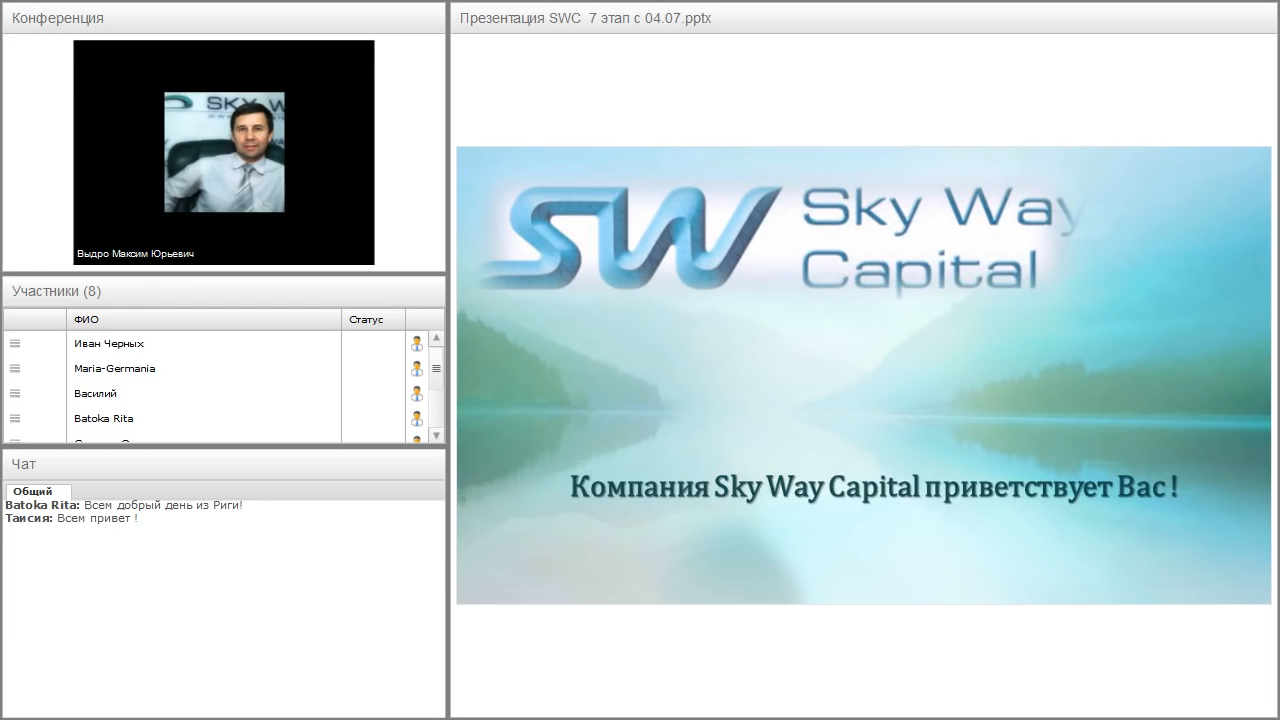 Конференция
SKY W
Выдро Максим Юрьевич
Участники (8)
ФИО
Статус
Иван Черных
Maria-Germania
Василий
Batoka Rita
Чат
Общий
Batoka Rita: Всем добрый день из Риги!
Таисия: Всем привет !
Презентация SWC 7 этап с 04.07.pptx
SW
Sky Way
Capital
Компания Sky Way Capital приветствует Вас !